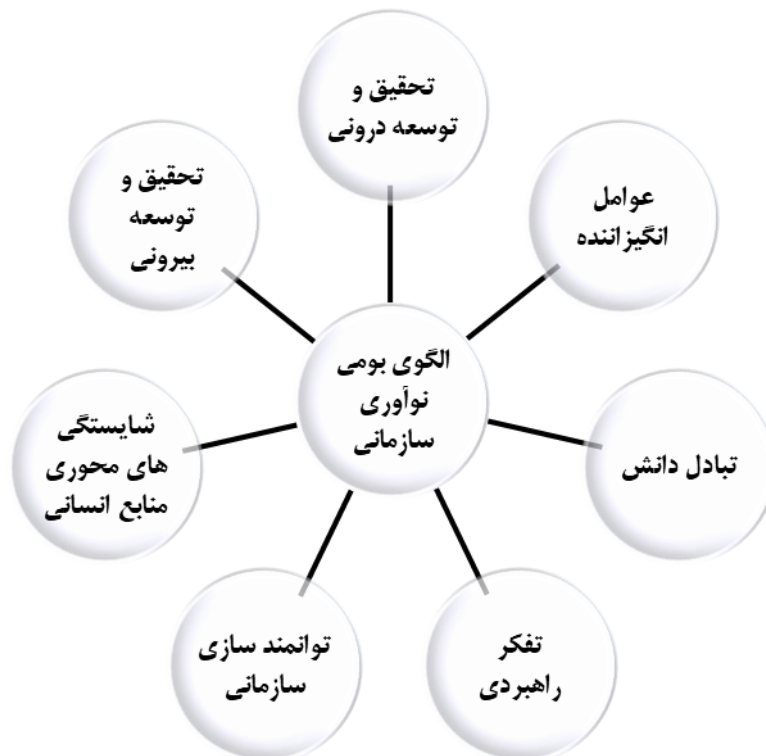 تحقیق و
توسعه درونی
عوامل
انگیزاننده
تبادل دانش
تفکر
راهبردی
توانمند سازی
سازمانی
شایستگی
های محوری
منابع انسانی
تحقیق و
توسعه
بیرونی
الگوی بومی
نوآوری
سازمانی